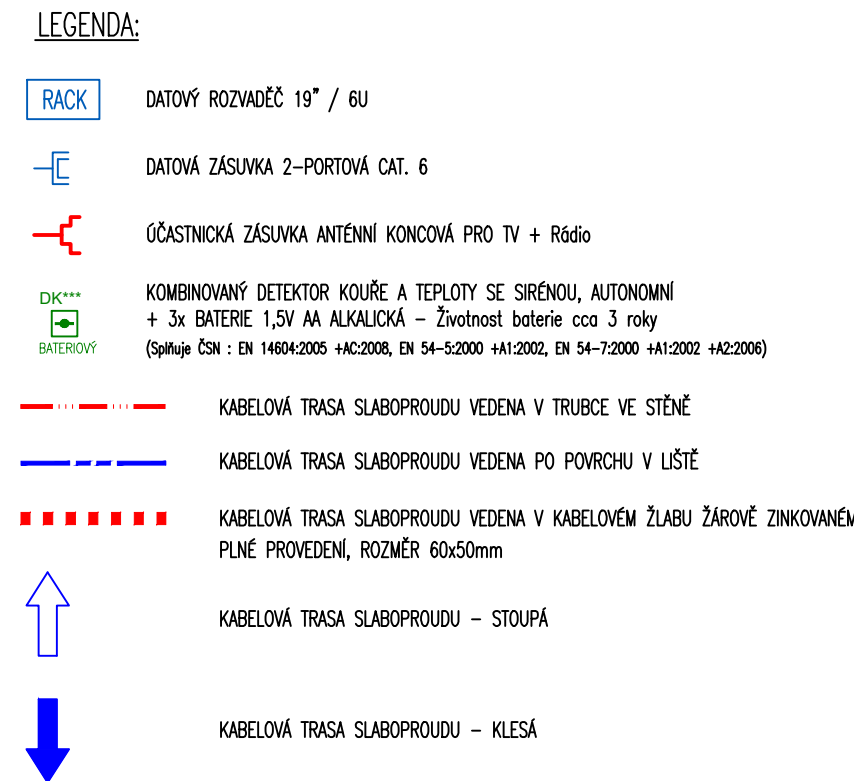 LEGENDA:
RACK DATOVÝ ROZVADĚČ 19" / 6U
DATOVÁ ZÁSUVKA 2-PORTOVÁ CAT. 6
ÚČASTNICKÁ ZÁSUVKA ANTÉNNÍ KONCOVÁ PRO TV + Rádio
DK***
BATERIOVÝ
KOMBINOVANÝ DETEKTOR KOUŘE A TEPLOTY SE SIRÉNOU, AUTONOMNÍ
+ 3x BATERIE 1,5V AA ALKALICKÁ - Životnost baterie cca 3 roky
(Splňuje ČSN : EN 14604:2005 +AC:2008, EN 54-5:2000 +A1:2002, EN 54-7:2000 +A1:2002 +A2:2006)
KABELOVÁ TRASA SLABOPROUDU VEDENA V TRUBCE VE STĚNĚ
KABELOVÁ TRASA SLABOPROUDU VEDENA PO POVRCHU V LIŠTĚ
KABELOVÁ TRASA SLABOPROUDU VEDENA V KABELOVÉM ŽLABU ŽÁROVĚ ZINKOVANÉM
PLNÉ PROVEDENÍ, ROZMĚR 60x50mm
KABELOVÁ TRASA SLABOPROUDU - STOUPÁ
KABELOVÁ TRASA SLABOPROUDU - KLESÁ